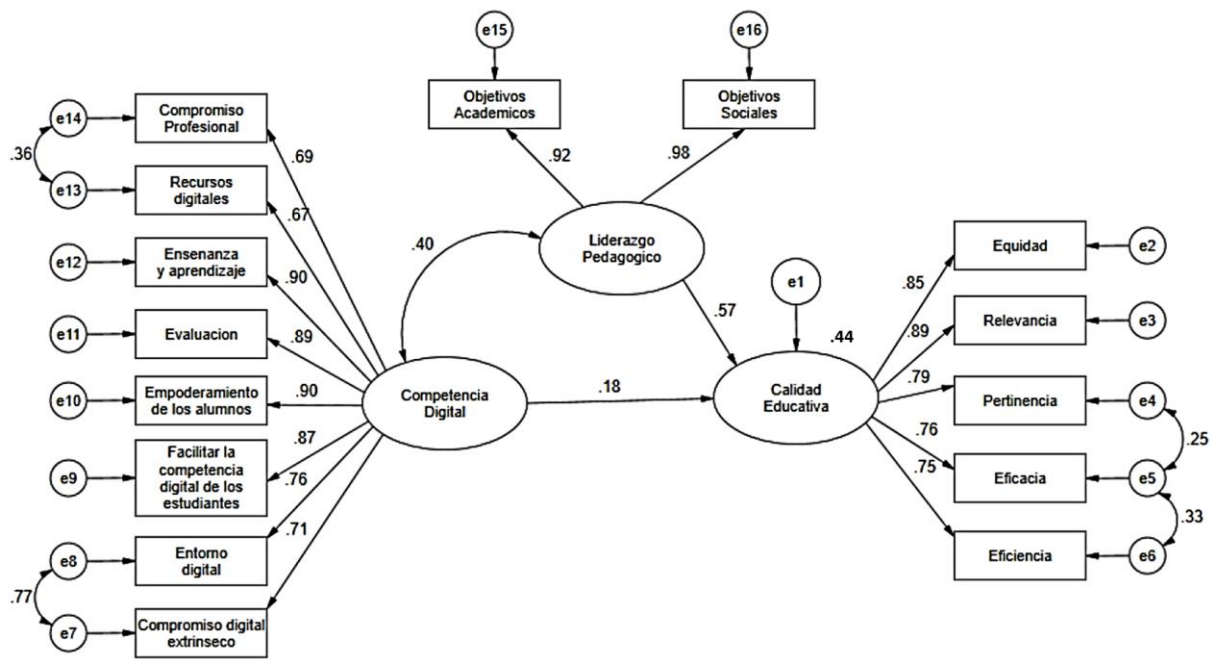 e15
e16
Objetivos
Academicos
Objetivos
Sociales
.92
.98
Liderazgo
Pedagogico
e14
Compromiso
Profesional
.69
.36
e13
Recursos
digitales
.67
e12
Ensenanza
y aprendizaje
.90
e11
Evaluacion
.89
e10
Empoderamiento
de los alumnos
.90
e9
Facilitar la
competencia
digital de los
estudiantes
.87
.76
e8
Entorno
digital
.71
.77
e7
Compromiso digital
extrinseco
.40
Competencia
Digital
.18
.57
e1
.44
Calidad
Educativa
.85
Equidad
e2
.89
Relevancia
e3
.79
Pertinencia
e4
.25
.76
Eficacia
e5
.33
.75
Eficiencia
e6